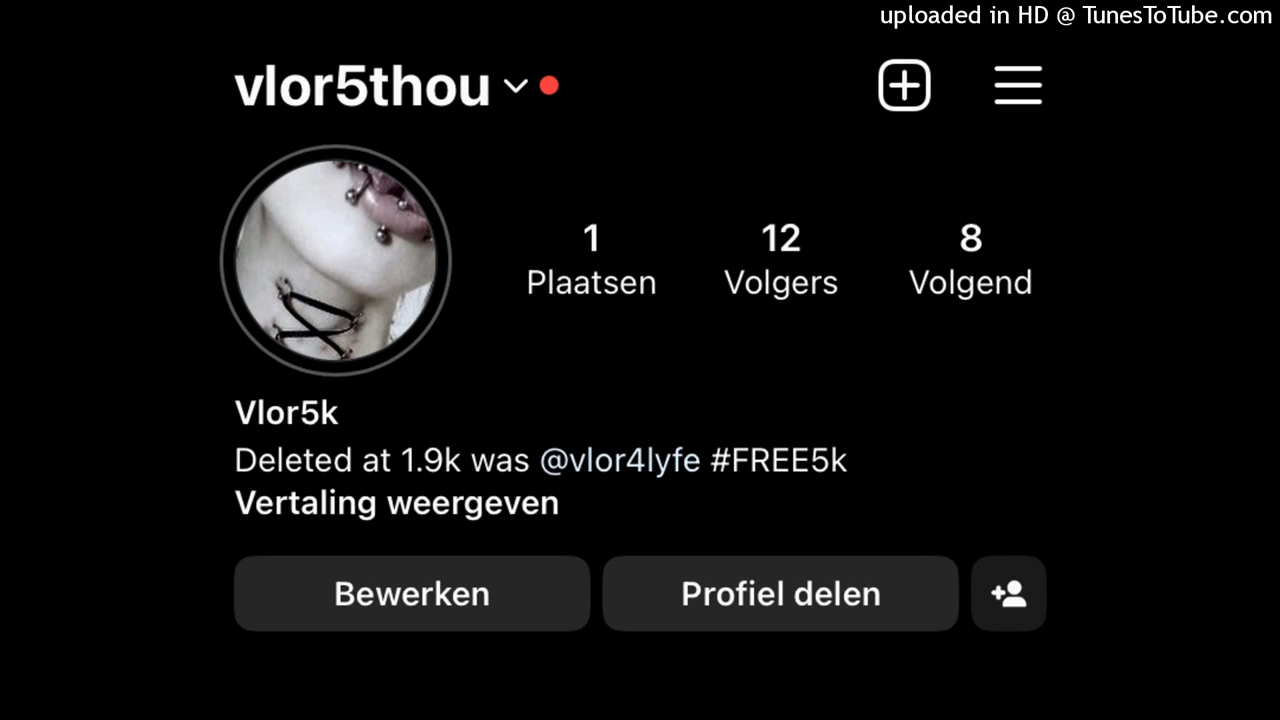 uploaded in HD @ TunesToTube.com
vlor5thou
1 12 8
Plaatsen Volgers Volgend
Vlor5k
Deleted at 1.9k was @vlor4lyfe #FREE5k
Vertaling weergeven
Bewerken Profiel delen